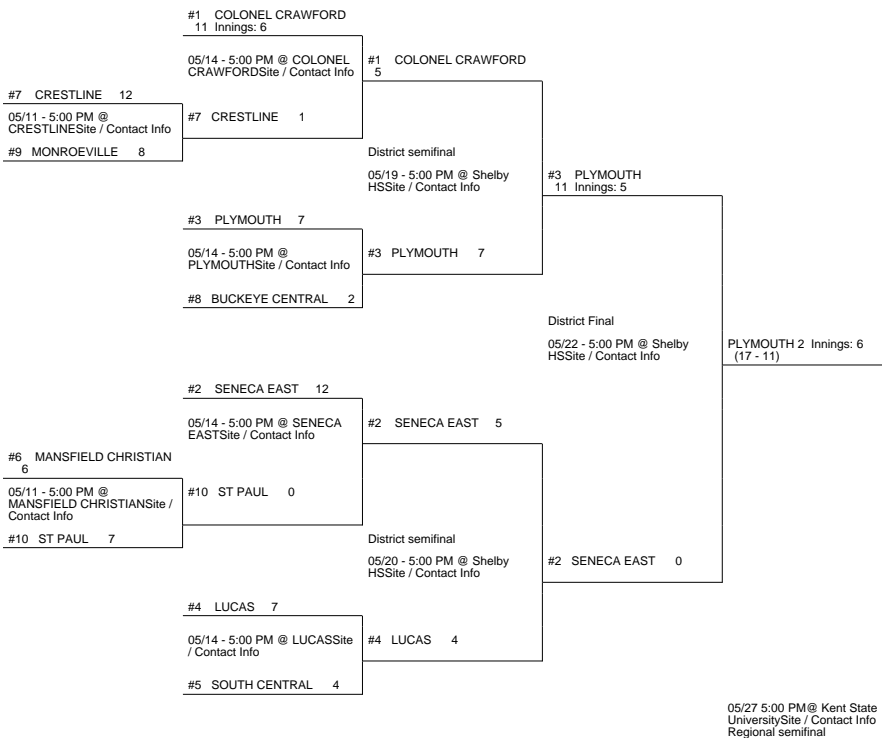 #1 COLONEL CRAWFORD
11 Innings: 6
05/14 - 5:00 PM @ COLONEL
CRAWFORDSite / Contact Info
#1 COLONEL CRAWFORD
5
#7 CRESTLINE 12
05/11 - 5:00 PM @
CRESTLINESite / Contact Info
#7 CRESTLINE 1
#9 MONROEVILLE 8
District semifinal
05/19 - 5:00 PM @ Shelby
HSSite / Contact Info
#3 PLYMOUTH
11 Innings: 5
#3 PLYMOUTH 7
05/14 - 5:00 PM @
PLYMOUTHSite / Contact Info
#3 PLYMOUTH 7
#8 BUCKEYE CENTRAL 2
District Final
05/22 - 5:00 PM @ Shelby
HSSite / Contact Info
PLYMOUTH 2 Innings: 6
(17 - 11)
#2 SENECA EAST 12
05/14 - 5:00 PM @ SENECA
EASTSite / Contact Info
#2 SENECA EAST 5
#6 MANSFIELD CHRISTIAN
6
05/11 - 5:00 PM @
MANSFIELD CHRISTIANSite /
Contact Info
#10 ST PAUL 0
#10 ST PAUL 7
District semifinal
05/20 - 5:00 PM @ Shelby
HSSite / Contact Info
#2 SENECA EAST 0
#4 LUCAS 7
05/14 - 5:00 PM @ LUCASSite
/ Contact Info
#4 LUCAS 4
#5 SOUTH CENTRAL 4
05/27 5:00 PM@ Kent State
UniversitySite / Contact Info
Regional semifinal